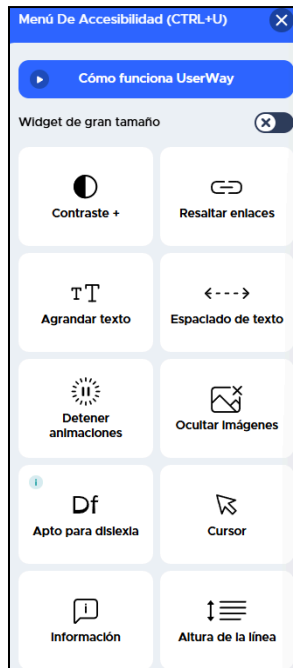 Menú De Accesibilidad (CTRL+U)
Cómo funciona UserWay
Widget de gran tamaño
Contraste +
Resaltar enlaces
TT
Agrandar texto
Espaciado de texto
Detener
animaciones
Ocultar Imágenes
i
Df
Apto para dislexia
Cursor
i
Información
Altura de la línea